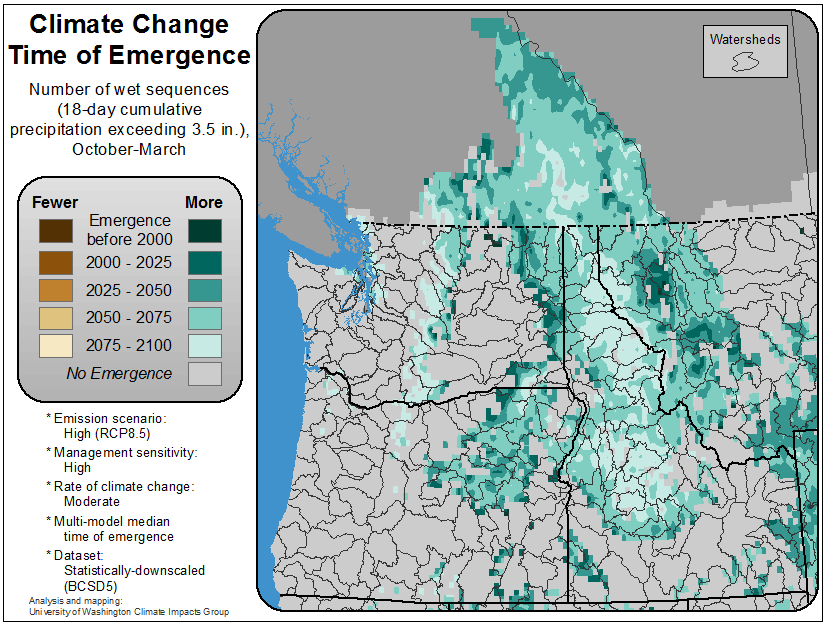 Climate Change
Time of Emergence
Number of wet sequences
(18-day cumulative
precipitation exceeding 3.5 in.),
October-March
Fewer More
Emergence
before 2000
2000 - 2025
2025 - 2050
2050 - 2075
2075 - 2100
No Emergence
* Emission scenario:
High (RCP8.5)
* Management sensitivity:
High
* Rate of climate change:
Moderate
* Multi-model median
time of emergence
* Dataset:
Statistically-downscaled
(BCSD5)
Analysis and mapping:
University of Washington Climate Impacts Group
Watersheds